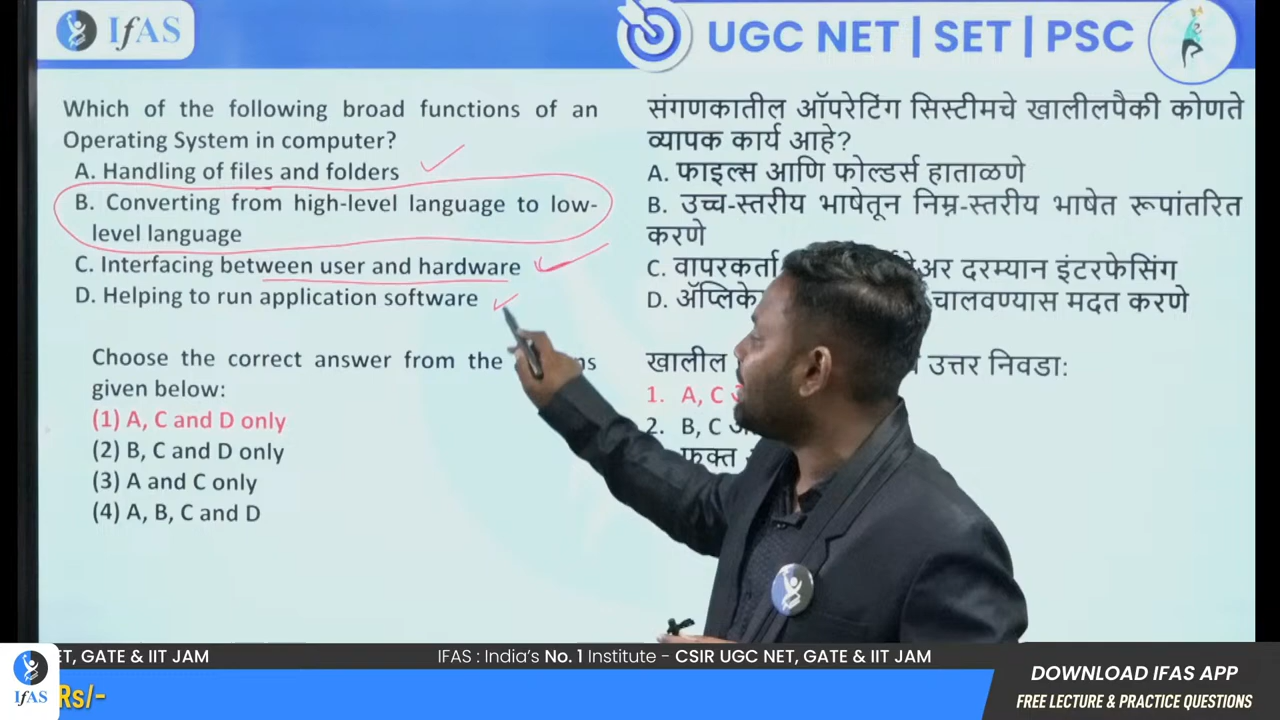 IfAS
UGC NET | SET | PSC
Which of the following broad functions of an
Operating System in computer?
A. Handling of files and folders
B. Converting from high-level language to low-
level language
C. Interfacing between user and hardware
D. Helping to run application software
Choose the correct answer from the
given below:
(1) A, C and D only
(2) B, C and D only
(3) A and C only
(4) A, B, C and D
संगणकातील ऑपरेटिंग सिस्टीमचे खालीलपैकी कोणते
व्यापक कार्य आहे?
A. फाइल्स आणि फोल्डर्स हाताळणे
B. उच्च-स्तरीय भाषेतून निम्न-स्तरीय भाषेत रूपांतरित
करणे
C. वापरकर्ता दरम्यान इंटरफेसिंग
D. चालवण्यास मदत करणे
खालील उत्तर निवडा:
1. A, C
2. B, C
फक्त
ET, GATE & IIT JAM
IFAS : India's No. 1 Institute - CSIR UGC NET, GATE & IIT JAM
DOWNLOAD IFAS APP
FREE LECTURE & PRACTICE QUESTIONS
IfAS
Rs/-